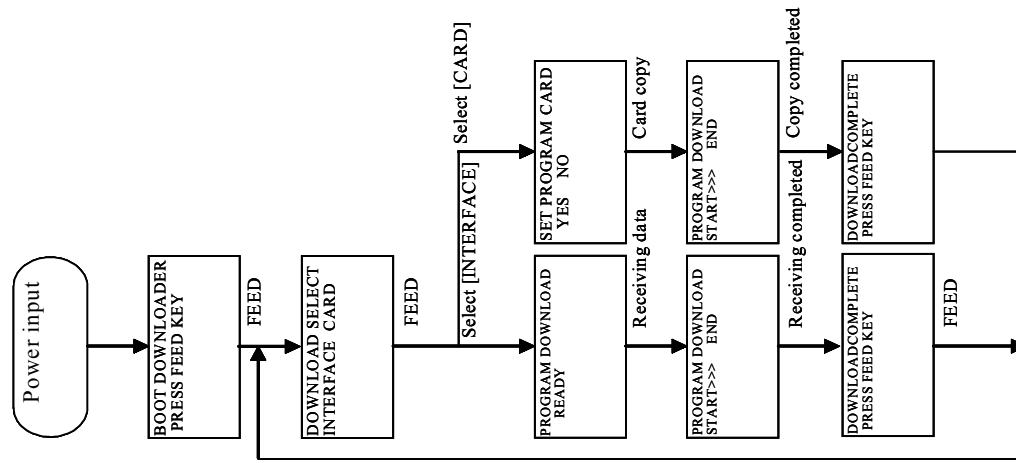 Power input
BOOT DOWNLOADER
PRESS FEED KEY
FEED
DOWNLOAD SELECT
INTERFACE CARD
FEED
Select [INTERFACE]
Select [CARD]
PROGRAM DOWNLOAD
READY
SET PROGRAM CARD
YES NO
Receiving data
Card copy
PROGRAM DOWNLOAD
START>>> END
PROGRAM DOWNLOAD
START>>> END
Receiving completed
Copy completed
DOWNLOADCOMPLETE
PRESS FEED KEY
DOWNLOADCOMPLETE
PRESS FEED KEY
FEED